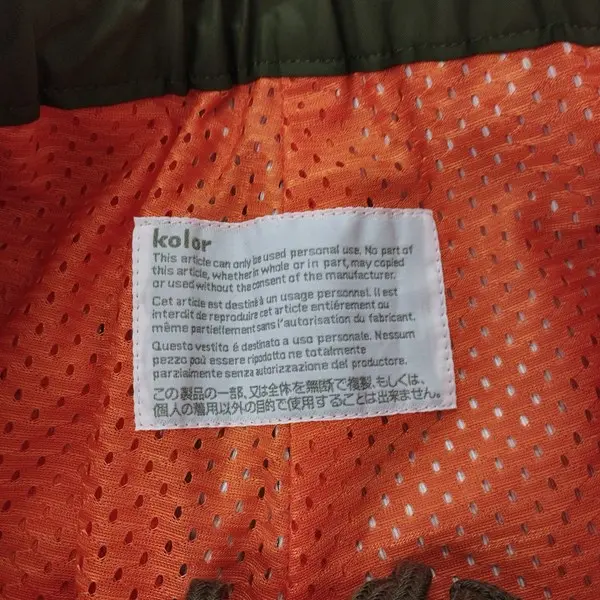 kolor
This article can only be used personal use. No part of
this article, whether in whole or in part, may copied
or used without the consent of the manufacturer.
Cet article est destiné à un usage personnel. Il est
interdit de reproduire cet article entiérement ou
même partiellement sans l'autorisation du fabricant.
Questo vestito é destinato a uso personale. Nessum
pezzo poù essere ripodotto ne totalmente
parzialmente senza autorizzazione del produttore.
この製品の一部、又は全体を無断で複製、もしくは、
個人の着用以外の目的で使用することは出来ません。